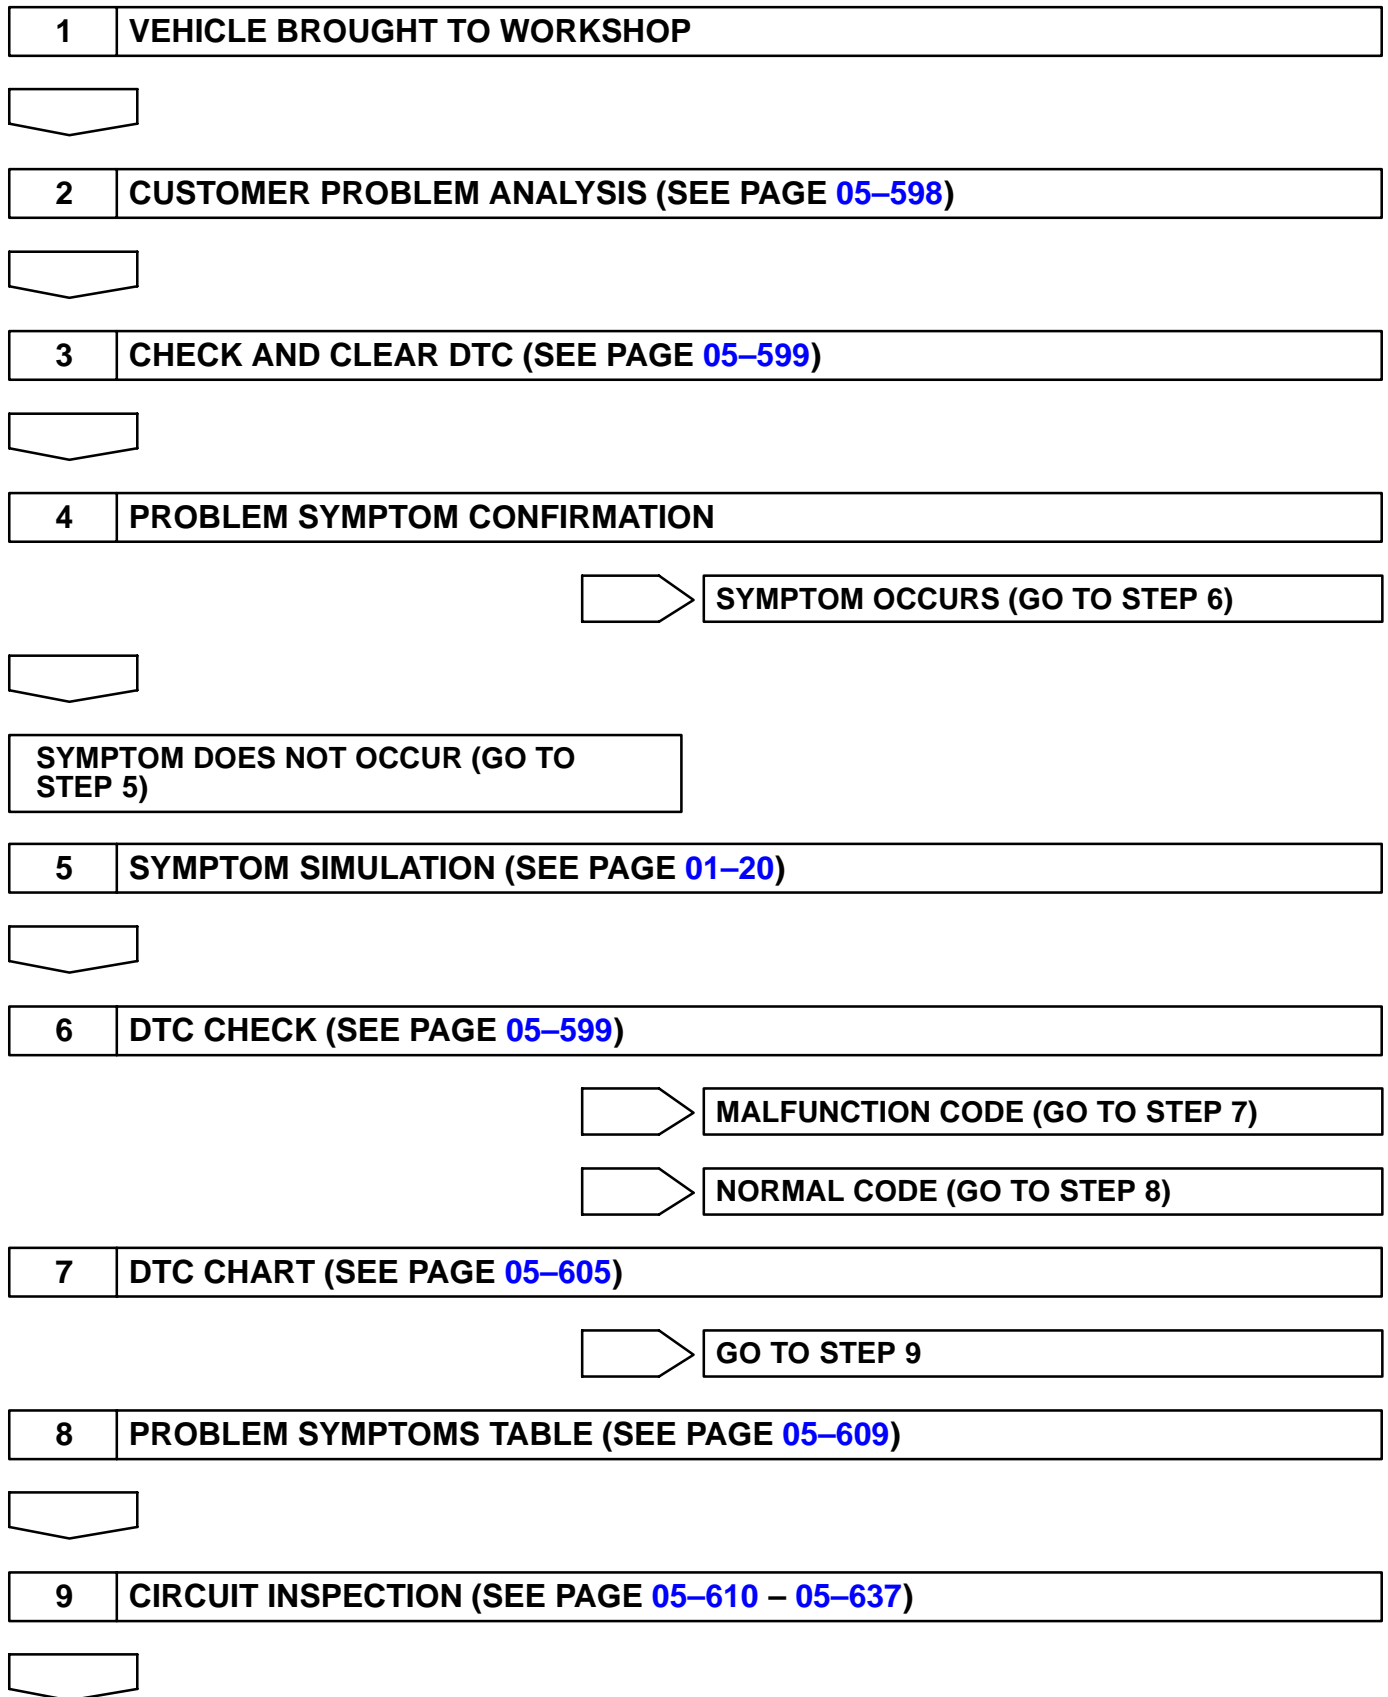 1 VEHICLE BROUGHT TO WORKSHOP
2 CUSTOMER PROBLEM ANALYSIS (SEE PAGE 05–598)
3 CHECK AND CLEAR DTC (SEE PAGE 05–599)
4 PROBLEM SYMPTOM CONFIRMATION
SYMPTOM OCCURS (GO TO STEP 6)
SYMPTOM DOES NOT OCCUR (GO TO
STEP 5)
5 SYMPTOM SIMULATION (SEE PAGE 01–20)
6 DTC CHECK (SEE PAGE 05–599)
MALFUNCTION CODE (GO TO STEP 7)
NORMAL CODE (GO TO STEP 8)
7 DTC CHART (SEE PAGE 05–605)
GO TO STEP 9
8 PROBLEM SYMPTOMS TABLE (SEE PAGE 05–609)
9 CIRCUIT INSPECTION (SEE PAGE 05–610 – 05–637)